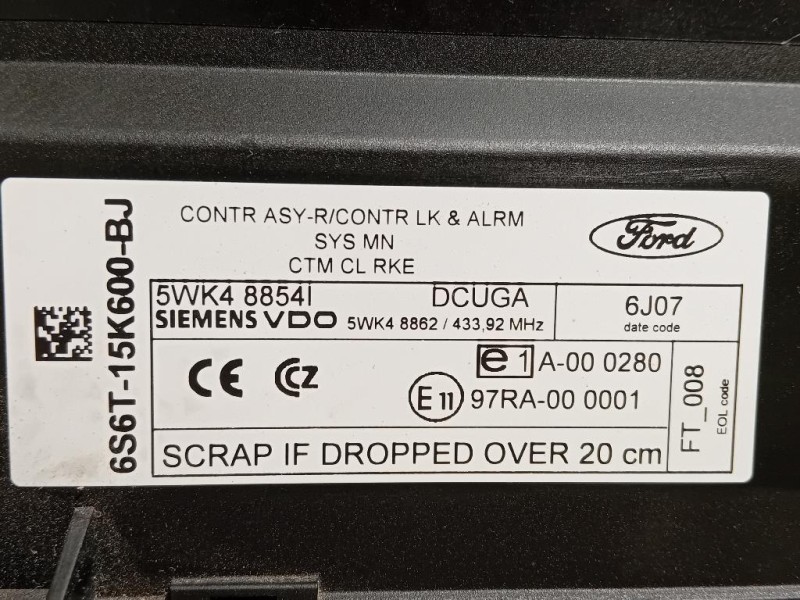 6S6T-15K600-BJ
CONTR ASY-R/CONTR LK & ALRM
SYS MN
CTM CL RKE
Ford
5WK4 8854I DCUGA
SIEMENS VDO 5WK4 8862 / 433,92 MHz
6J07
date code
CE CCZ
e 1 A-00 0280
E 11 97RA-00 0001
FT_008
EOL code
SCRAP IF DROPPED OVER 20 cm